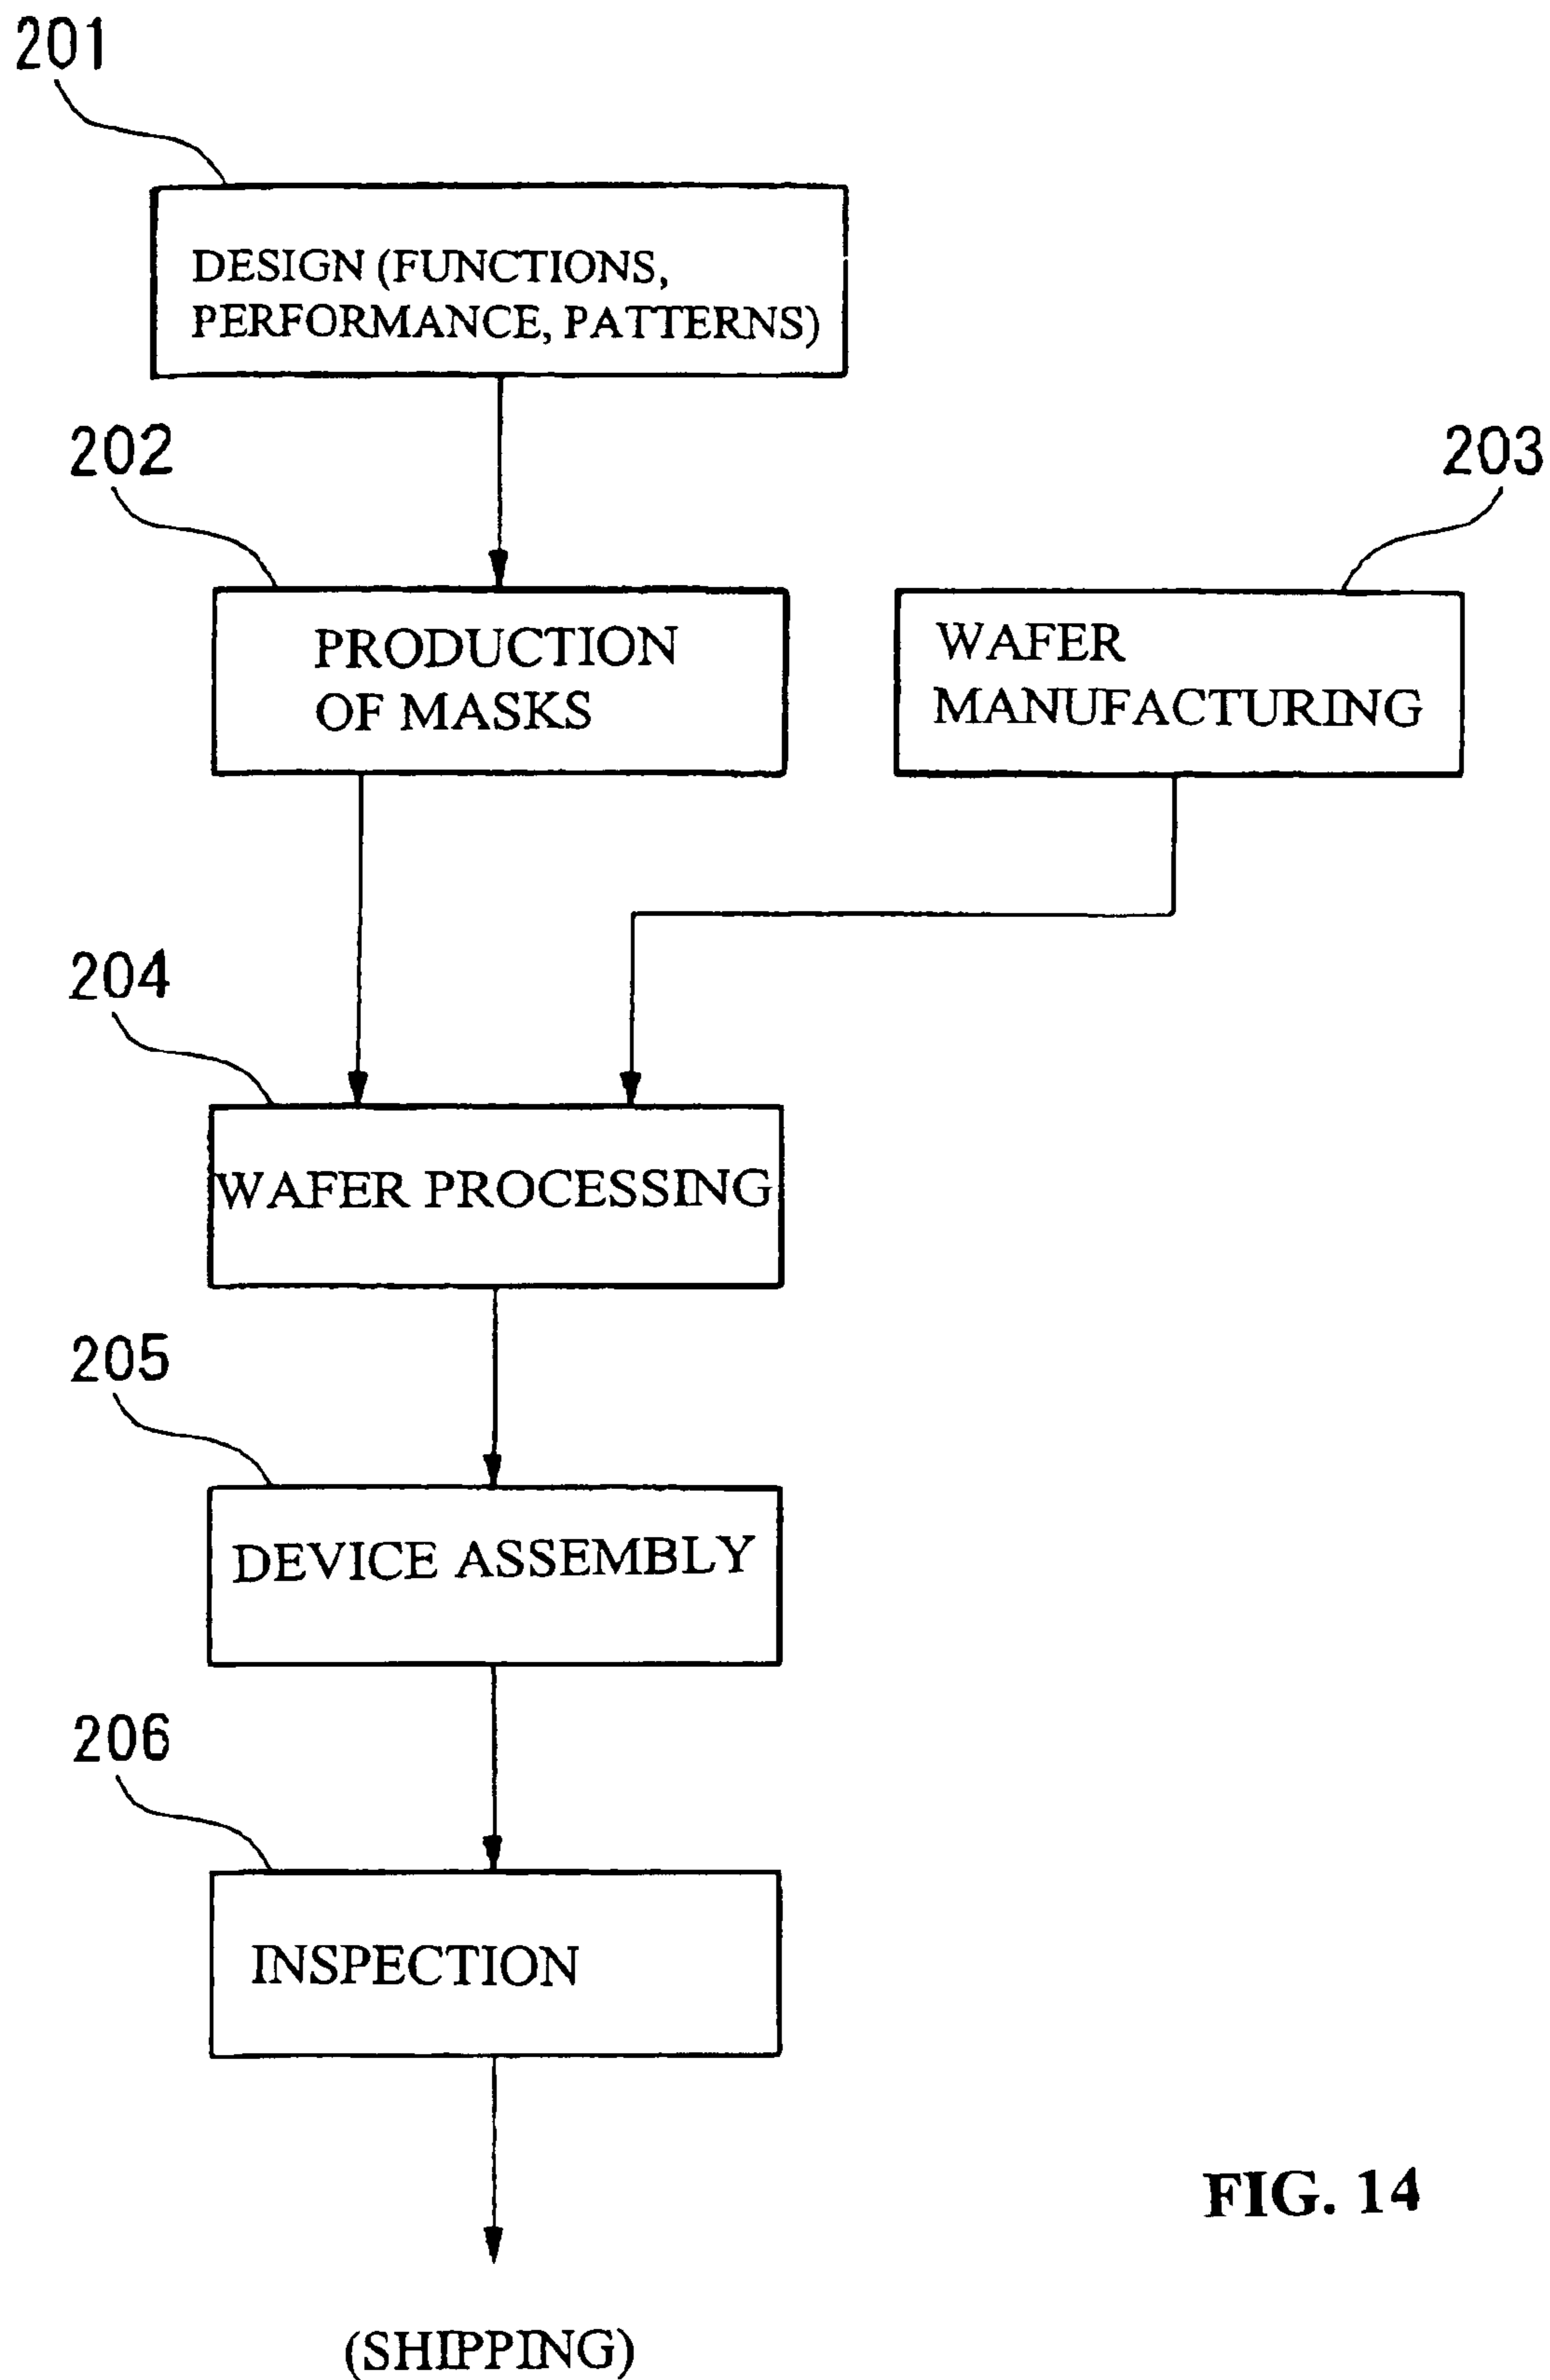 201
DESIGN (FUNCTIONS,
PERFORMANCE, PATTERNS)
202
203
PRODUCTION
OF MASKS
WAFER
MANUFACTURING
204
WAFER PROCESSING
205
DEVICE ASSEMBLY
206
INSPECTION
FIG. 14
(SHIPPING)